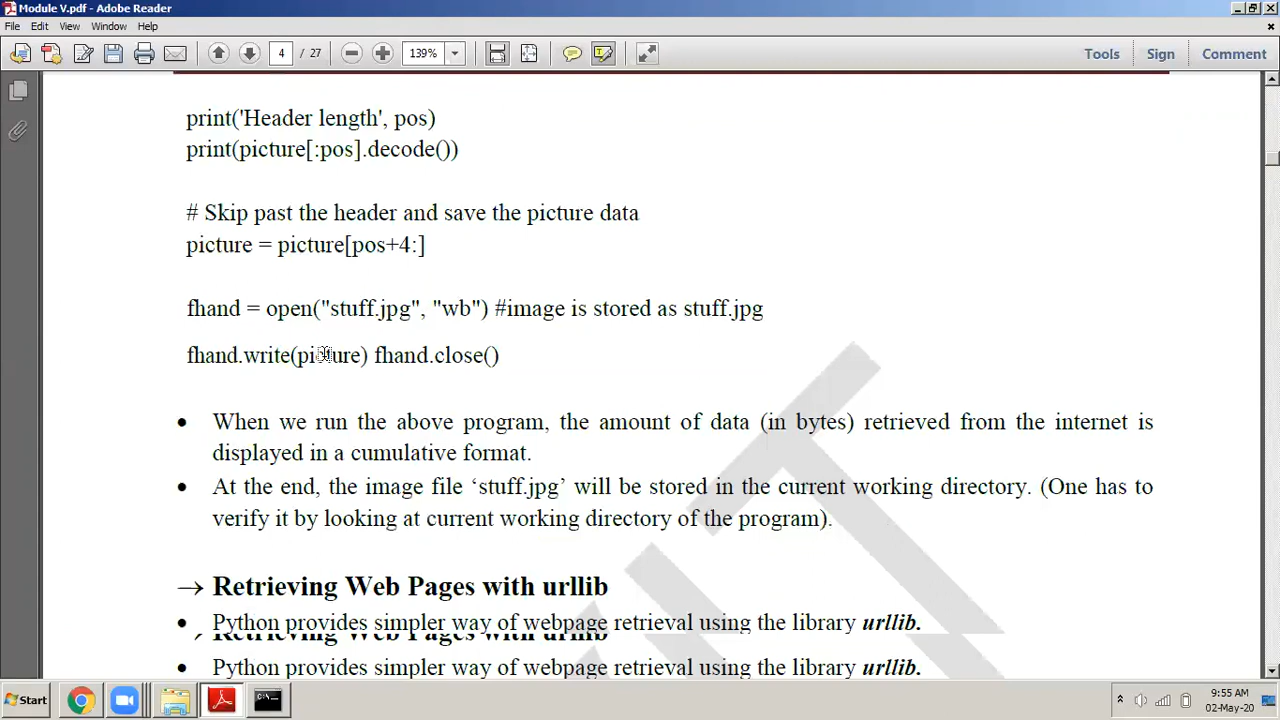 Module V.pdf - Adobe Reader
File Edit View Window Help
4 / 27 139% Tools Sign Comment
print('Header length', pos)
print(picture[:pos].decode())
# Skip past the header and save the picture data
picture = picture[pos+4:]
fhand = open("stuff.jpg", "wb") #image is stored as stuff.jpg
fhand.write(picture) fhand.close()
• When we run the above program, the amount of data (in bytes) retrieved from the internet is
displayed in a cumulative format.
• At the end, the image file ‘stuff.jpg’ will be stored in the current working directory. (One has to
verify it by looking at current working directory of the program).
→ Retrieving Web Pages with urllib
• Python provides simpler way of webpage retrieval using the library urllib.
Retrieving Web Pages with urllib
• Python provides simpler way of webpage retrieval using the library urllib.
Start
9:55 AM
02-May-20